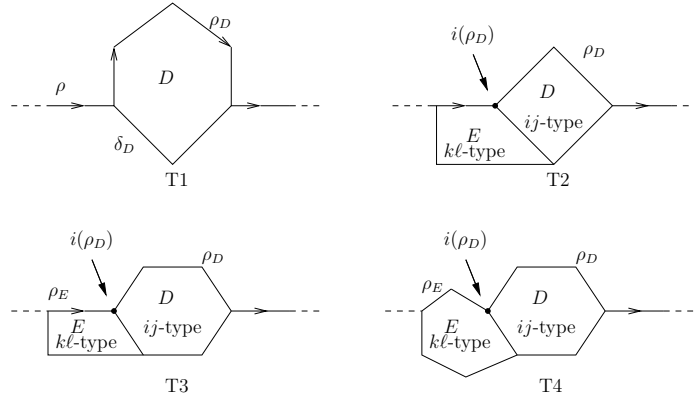 ρ_D
i(ρ_D)
ρ
D
ρ_D
D
δ_D
E
ij-type
kℓ-type
T1
T2
i(ρ_D)
i(ρ_D)
ρ_D
ρ_D
ρ_E
ρ_E
D
D
E
ij-type
E
ij-type
kℓ-type
kℓ-type
T3
T4